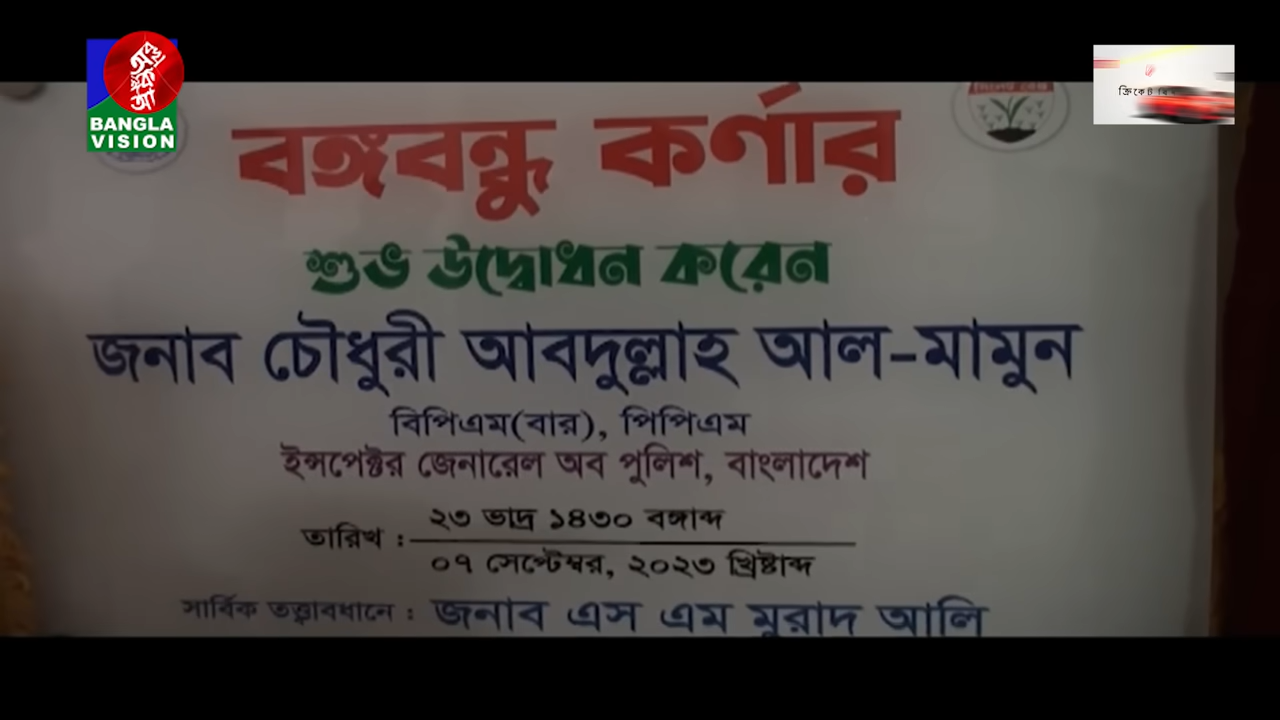 BANGLA
VISION
ক্রিকেট
বঙ্গবন্ধু কর্ণার
শুভ উদ্বোধন করেন
জনাব চৌধুরী আবদুল্লাহ আল-মামুন
বিপিএম(বার), পিপিএম
ইন্সপেক্টর জেনারেল অব পুলিশ, বাংলাদেশ
২৩ ভাদ্র ১৪৩০ বঙ্গাব্দ
তারিখ :
০৭ সেপ্টেম্বর, ২০২৩ খ্রিষ্টাব্দ
সার্বিক তত্ত্বাবধানে : জনাব এস এম মুরাদ আলি